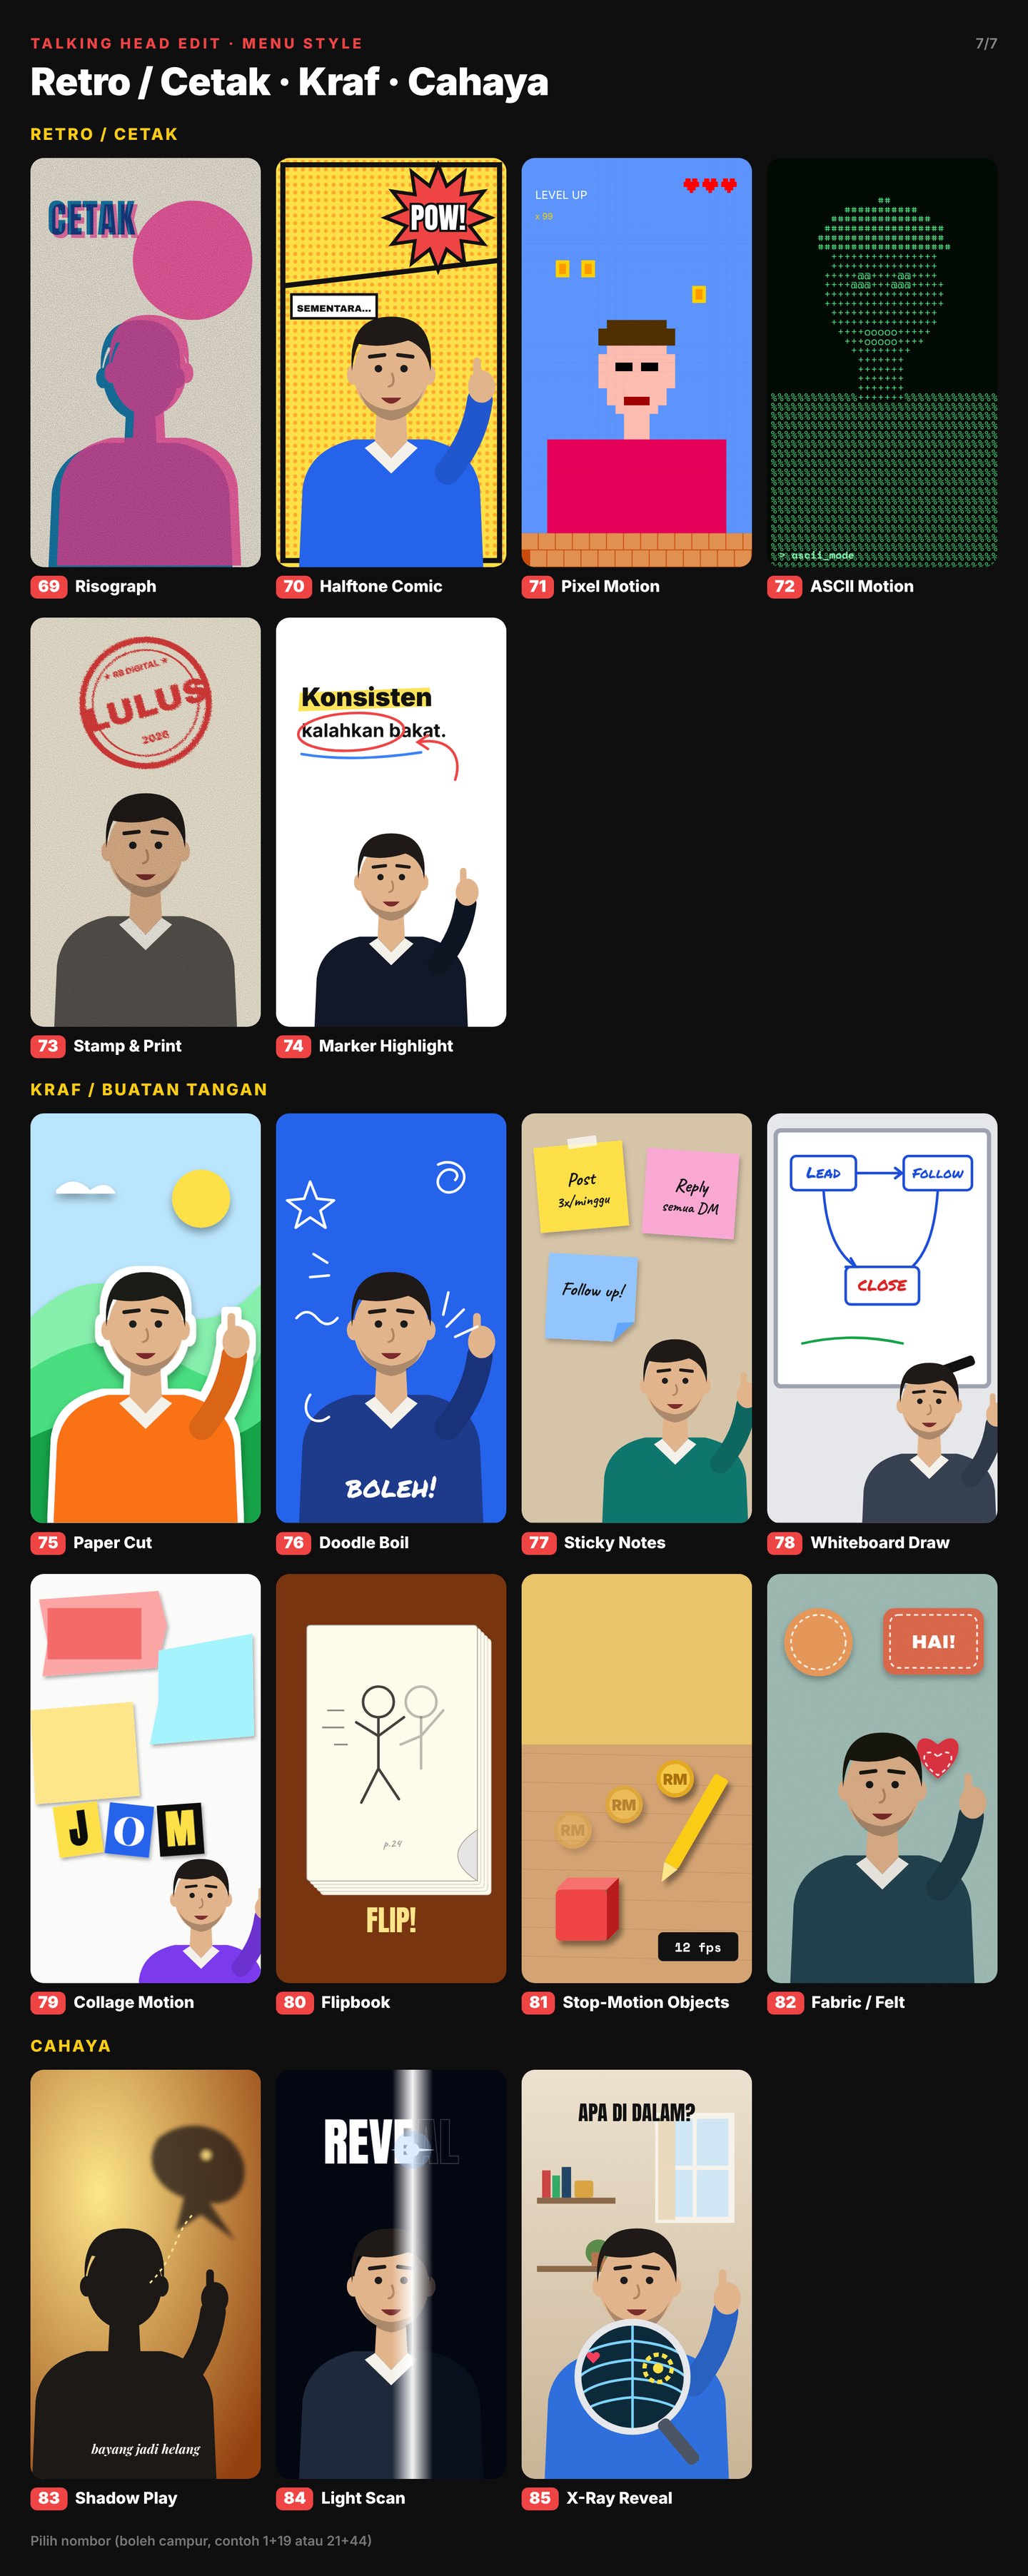 TALKING HEAD EDIT · MENU STYLE
7/7
Retro / Cetak · Kraf · Cahaya
RETRO / CETAK
CETAK
POW!
SEMENTARA...
LEVEL UP
x 99
> ascii_mode
69 Risograph
70 Halftone Comic
71 Pixel Motion
72 ASCII Motion
★ RB DIGITAL ★
LULUS
2026
Konsisten
kalahkan bakat.
73 Stamp & Print
74 Marker Highlight
KRAF / BUATAN TANGAN
BOLEH!
Post
3x/minggu
Reply
semua DM
Follow up!
LEAD
FOLLOW
CLOSE
75 Paper Cut
76 Doodle Boil
77 Sticky Notes
78 Whiteboard Draw
JOM
p.24
FLIP!
RM
RM
RM
12 fps
HAI!
79 Collage Motion
80 Flipbook
81 Stop-Motion Objects
82 Fabric / Felt
CAHAYA
bayang jadi helang
REVEAL
APA DI DALAM?
83 Shadow Play
84 Light Scan
85 X-Ray Reveal
Pilih nombor (boleh campur, contoh 1+19 atau 21+44)